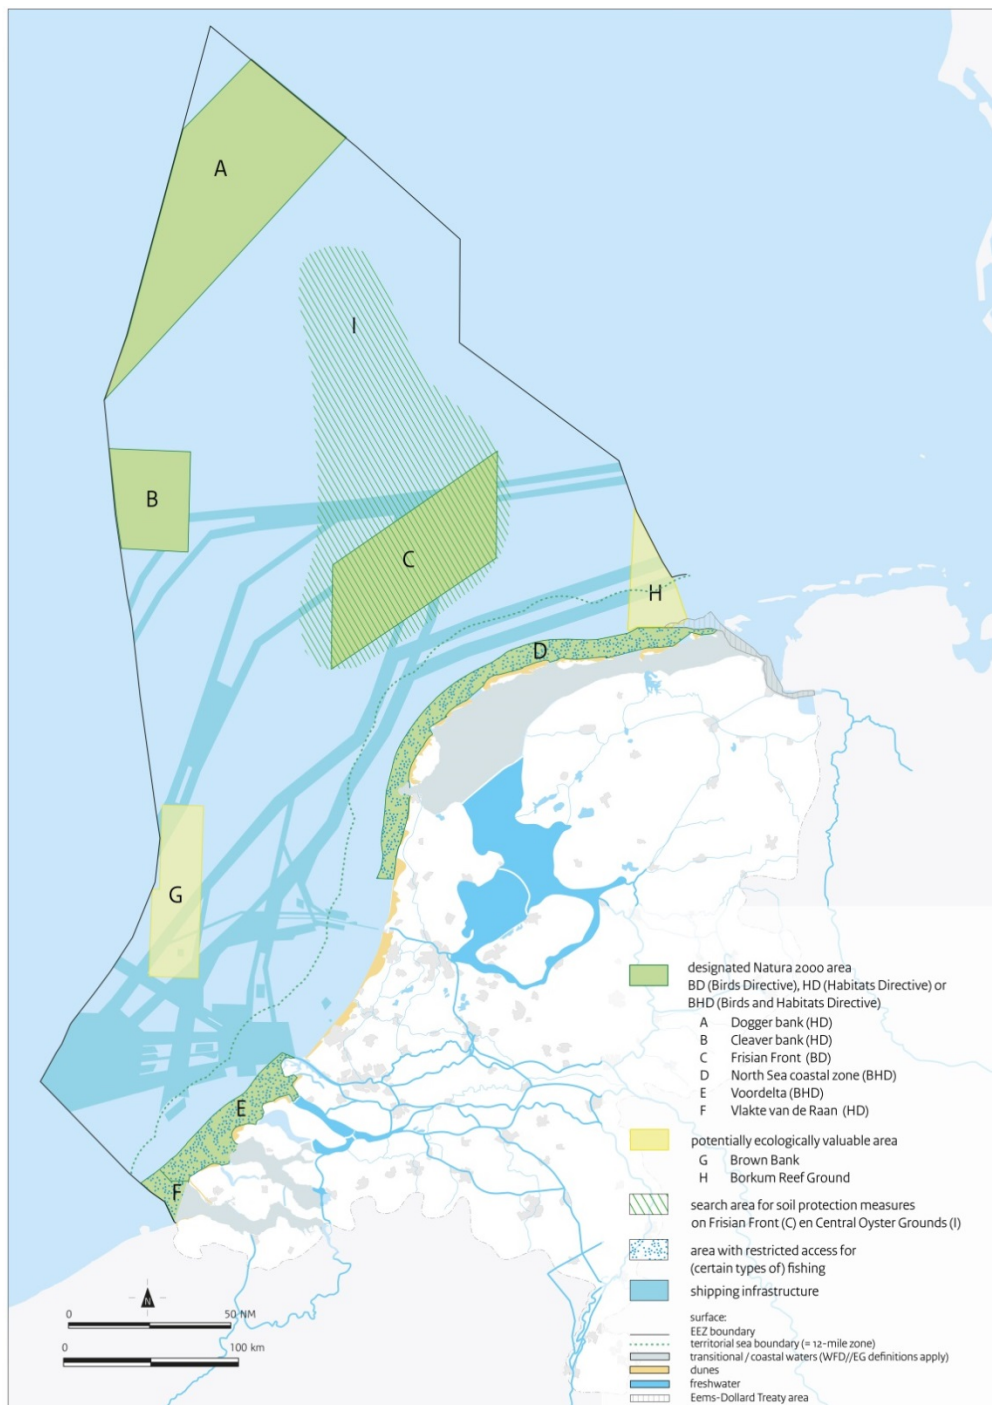 A
I
B
C
H
D
G
E
F
designated Natura 2000 area
BD (Birds Directive), HD (Habitats Directive) or
BHD (Birds and Habitats Directive)
A Dogger bank (HD)
B Cleaver bank (HD)
C Frisian Front (BD)
D North Sea coastal zone (BHD)
E Voordelta (BHD)
F Vlakte van de Raan (HD)
potentially ecologically valuable area
G Brown Bank
H Borkum Reef Ground
search area for soil protection measures
on Frisian Front (C) en Central Oyster Grounds (I)
area with restricted access for
(certain types of) fishing
shipping infrastructure
surface:
EEZ boundary
territorial sea boundary (= 12-mile zone)
transitional / coastal waters (WFD//EG definitions apply)
dunes
freshwater
Eems-Dollard Treaty area
N
0 50 NM
0 100 km